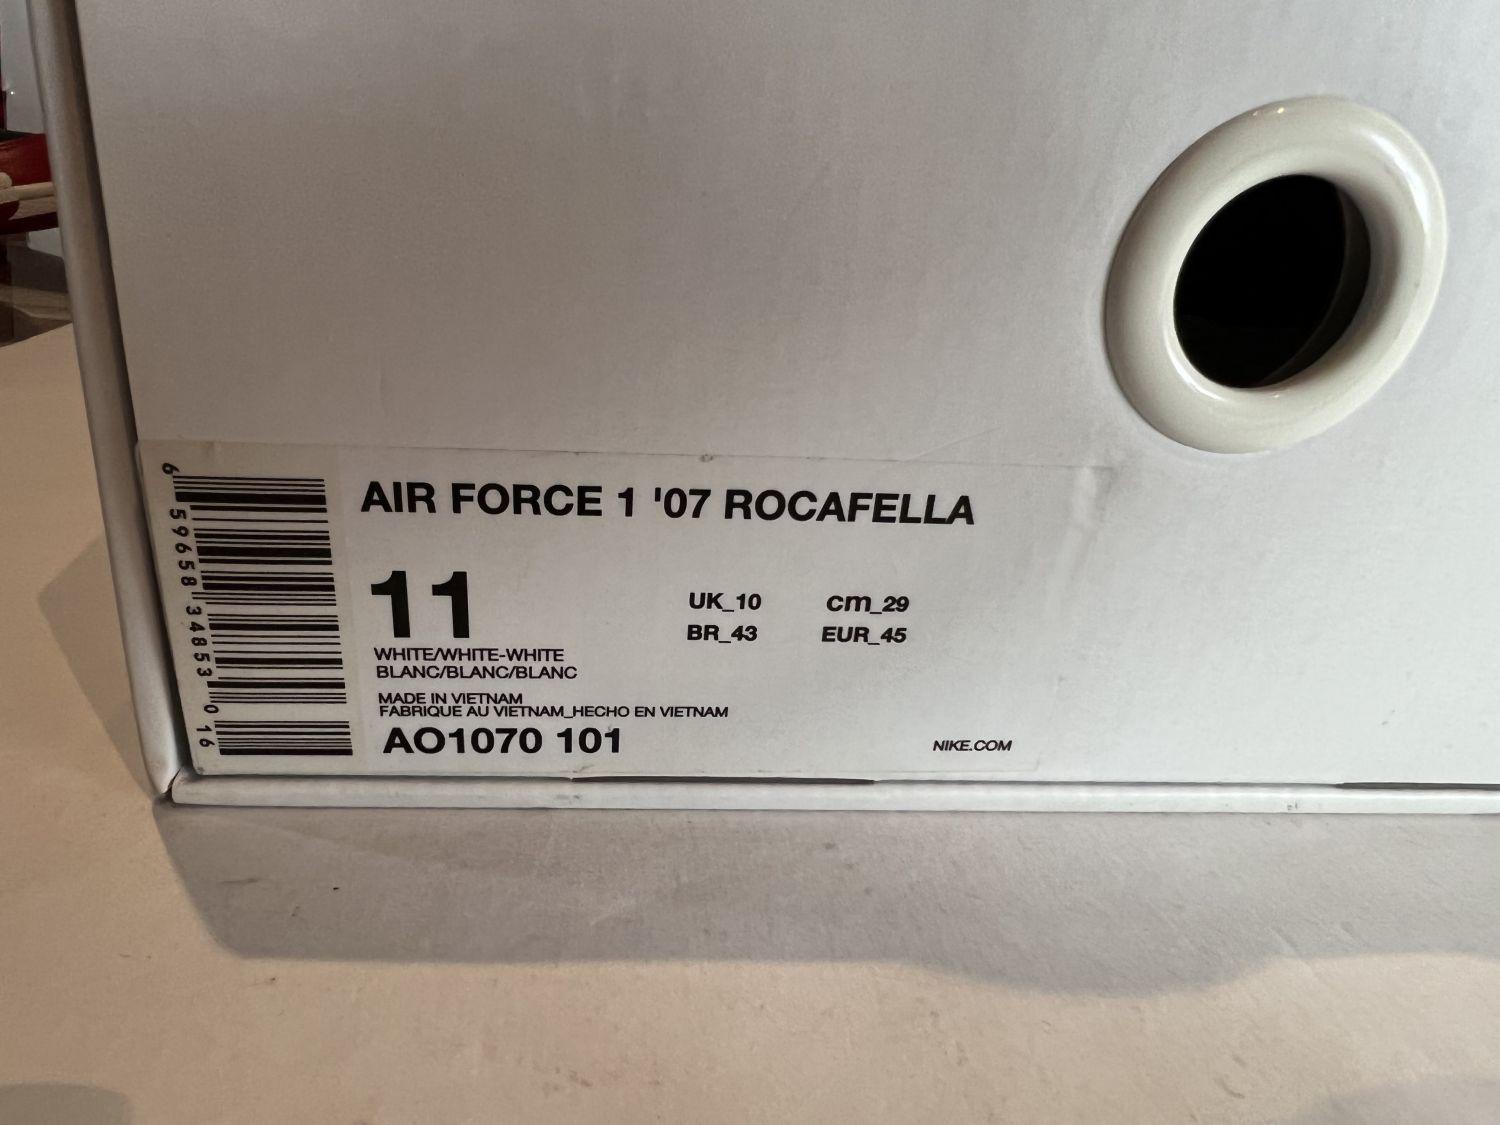 AIR FORCE 1 '07 ROCAFELLA
11
UK_10 cm_29
BR_43 EUR_45
WHITE/WHITE-WHITE
BLANC/BLANC/BLANC
MADE IN VIETNAM
FABRIQUE AU VIETNAM_HECHO EN VIETNAM
AO1070 101
NIKE.COM
6 59658 34853 0 16